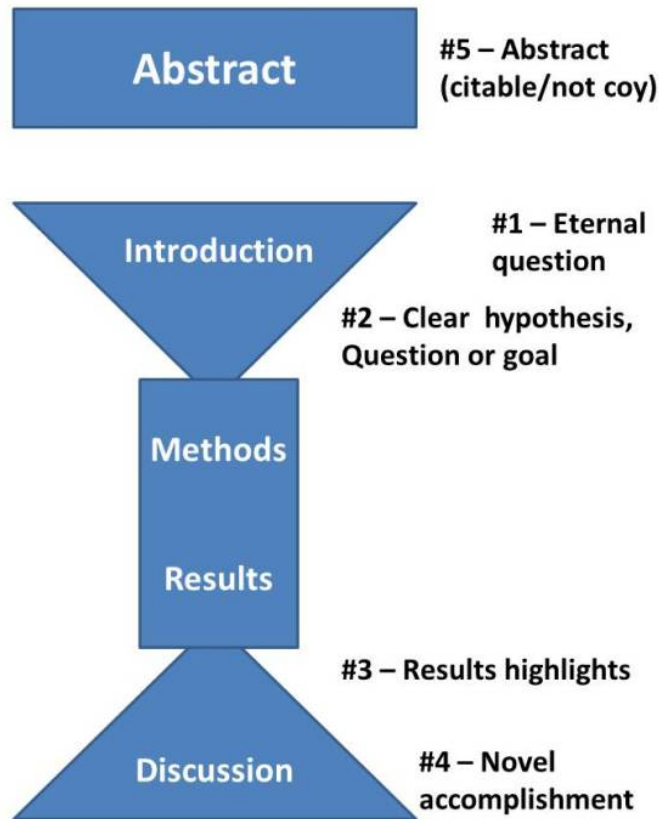 Abstract
#5 – Abstract
(citable/not coy)
Introduction
#1 – Eternal
question
#2 – Clear  hypothesis,
Question or goal
Methods
Results
#3 – Results highlights
Discussion
#4 – Novel
accomplishment